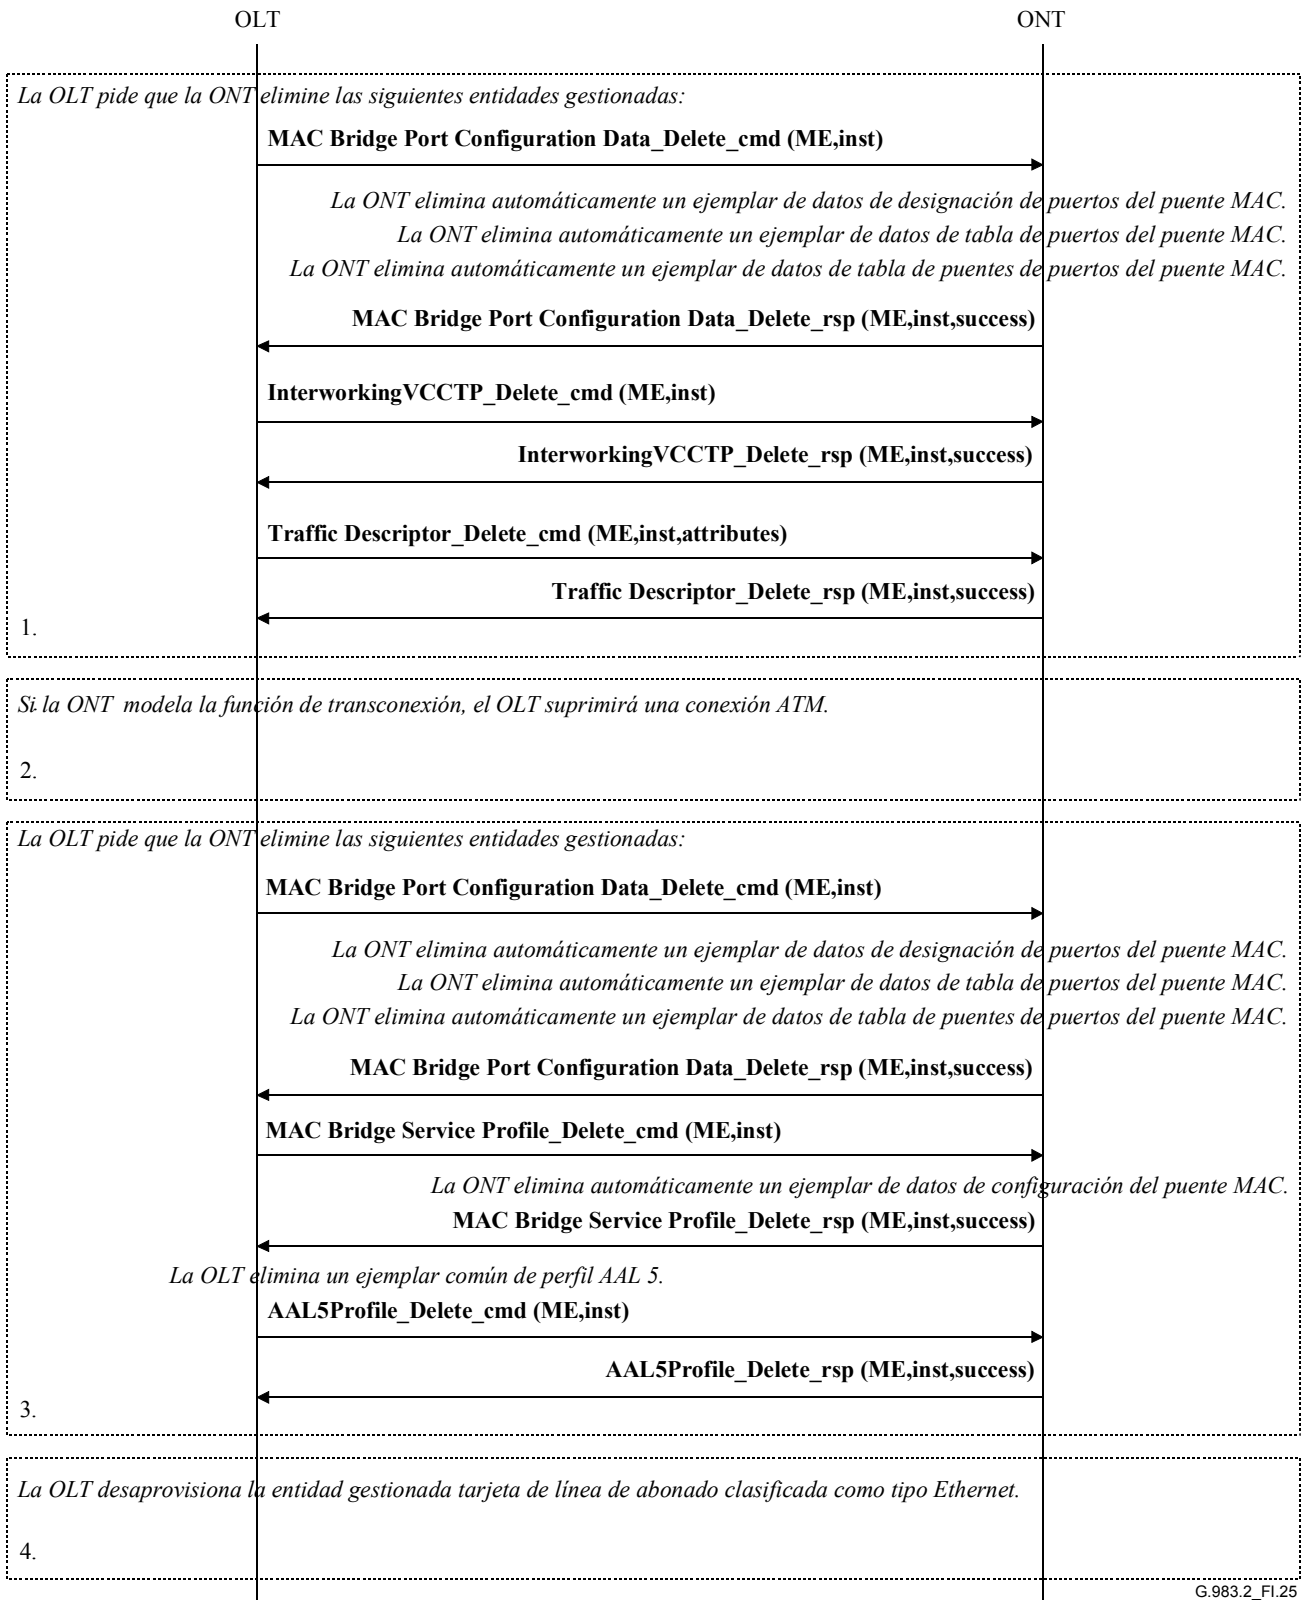 OLT ONT
La OLT pide que la ONT elimine las siguientes entidades gestionadas:
MAC Bridge Port Configuration Data_Delete_cmd (ME,inst)
La ONT elimina automáticamente un ejemplar de datos de designación de puertos del puente MAC.
La ONT elimina automáticamente un ejemplar de datos de tabla de puertos del puente MAC.
La ONT elimina automáticamente un ejemplar de datos de tabla de puentes de puertos del puente MAC.
MAC Bridge Port Configuration Data_Delete_rsp (ME,inst,success)
InterworkingVCCTP_Delete_cmd (ME,inst)
InterworkingVCCTP_Delete_rsp (ME,inst,success)
Traffic Descriptor_Delete_cmd (ME,inst,attributes)
Traffic Descriptor_Delete_rsp (ME,inst,success)
1.
Si la ONT modela la función de transconexión, el OLT suprimirá una conexión ATM.
2.
La OLT pide que la ONT elimine las siguientes entidades gestionadas:
MAC Bridge Port Configuration Data_Delete_cmd (ME,inst)
La ONT elimina automáticamente un ejemplar de datos de designación de puertos del puente MAC.
La ONT elimina automáticamente un ejemplar de datos de tabla de puertos del puente MAC.
La ONT elimina automáticamente un ejemplar de datos de tabla de puentes de puertos del puente MAC.
MAC Bridge Port Configuration Data_Delete_rsp (ME,inst,success)
MAC Bridge Service Profile_Delete_cmd (ME,inst)
La ONT elimina automáticamente un ejemplar de datos de configuración del puente MAC.
MAC Bridge Service Profile_Delete_rsp (ME,inst,success)
La OLT elimina un ejemplar común de perfil AAL 5.
AAL5Profile_Delete_cmd (ME,inst)
AAL5Profile_Delete_rsp (ME,inst,success)
3.
La OLT desaprovisiona la entidad gestionada tarjeta de línea de abonado clasificada como tipo Ethernet.
4.
G.983.2_FI.25